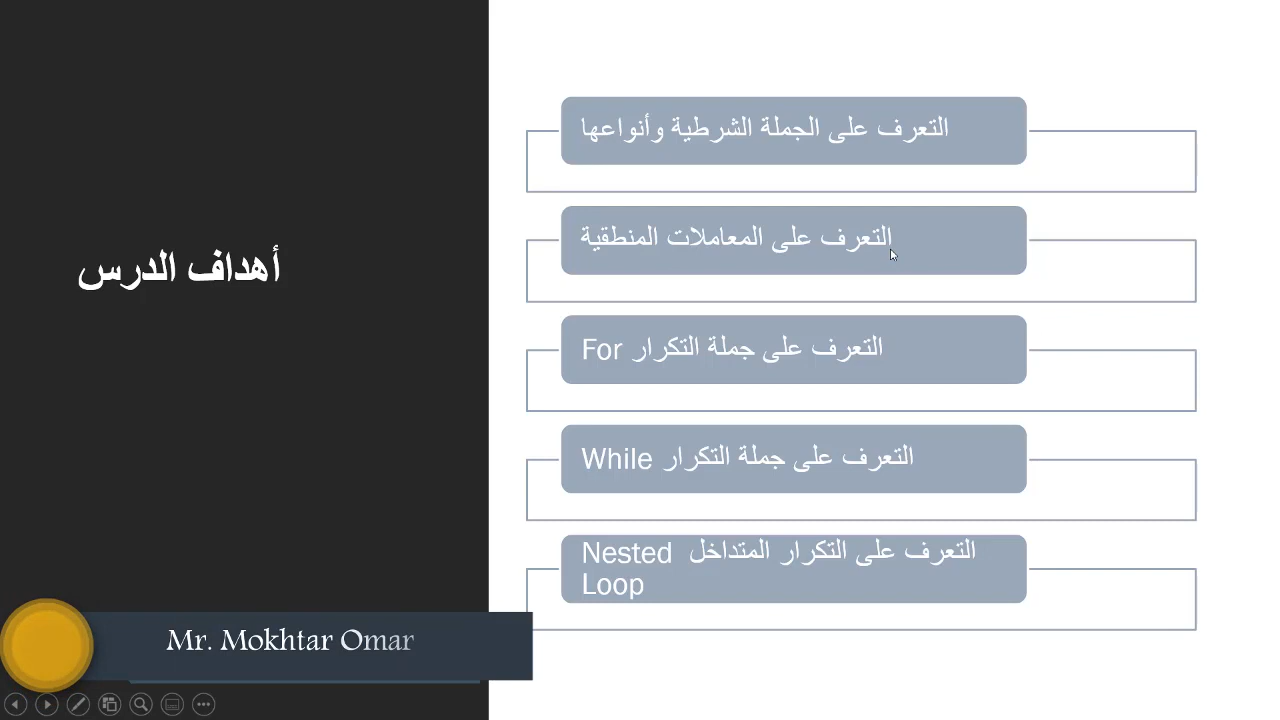 أهداف الدرس
التعرف على الجملة الشرطية وأنواعها
التعرف على المعاملات المنطقية
التعرف على جملة التكرار For
التعرف على جملة التكرار While
التعرف على التكرار المتداخل Nested
Loop
Mr. Mokhtar Omar